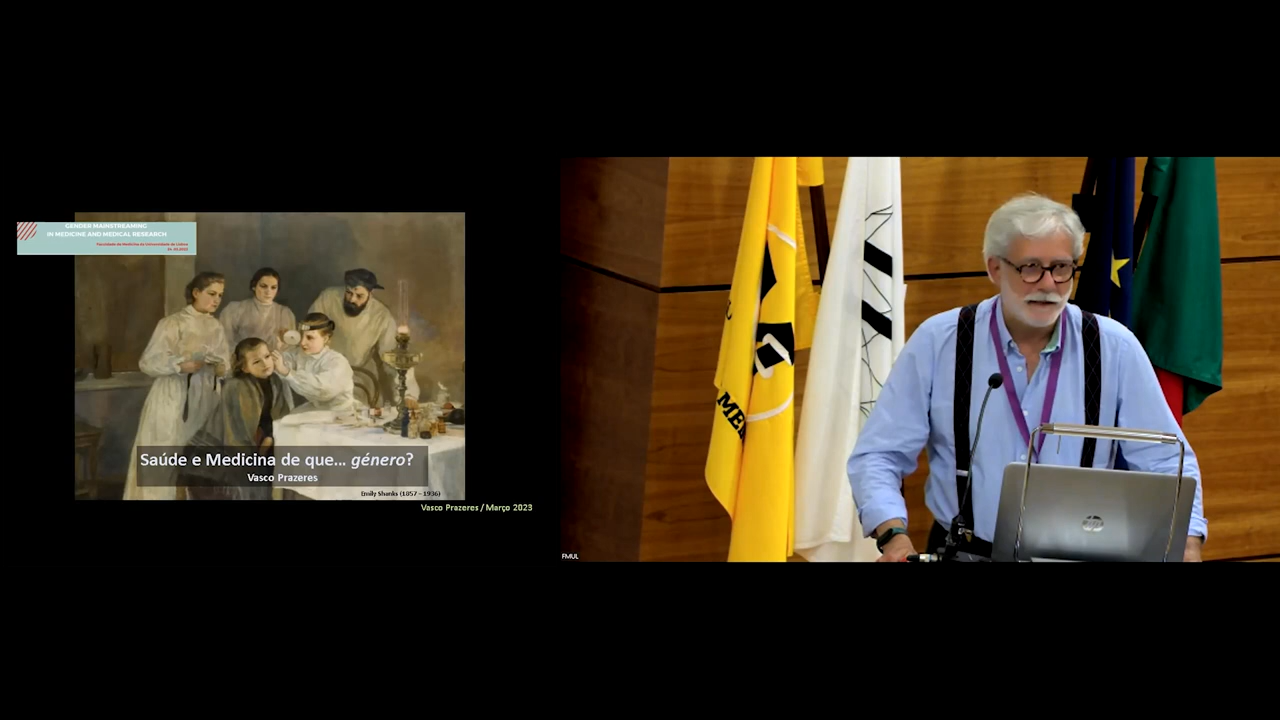 GENDER MAINSTREAMING
IN MEDICINE AND MEDICAL RESEARCH
Faculdade de Medicina da Universidade de Lisboa
Saúde e Medicina de que... género?
Vasco Prazeres
Emily Shanks (1857 – 1936)
Vasco Prazeres / Março 2023
FMUL